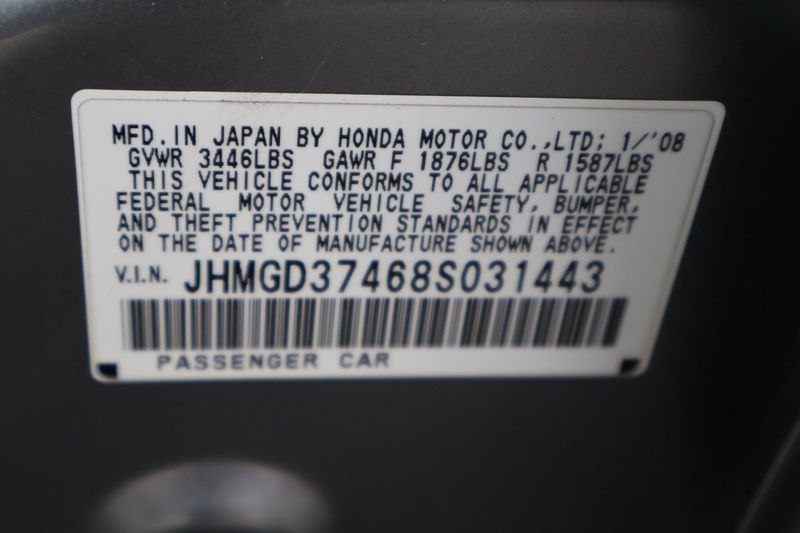 MFD. IN JAPAN BY HONDA MOTOR CO.,LTD; 1/'08
GVWR 3446LBS GAWR F 1876LBS R 1587LBS
THIS VEHICLE CONFORMS TO ALL APPLICABLE
FEDERAL MOTOR VEHICLE SAFETY, BUMPER,
AND THEFT PREVENTION STANDARDS IN EFFECT
ON THE DATE OF MANUFACTURE SHOWN ABOVE.
V.I.N. JHMGD37468S031443
PASSENGER CAR